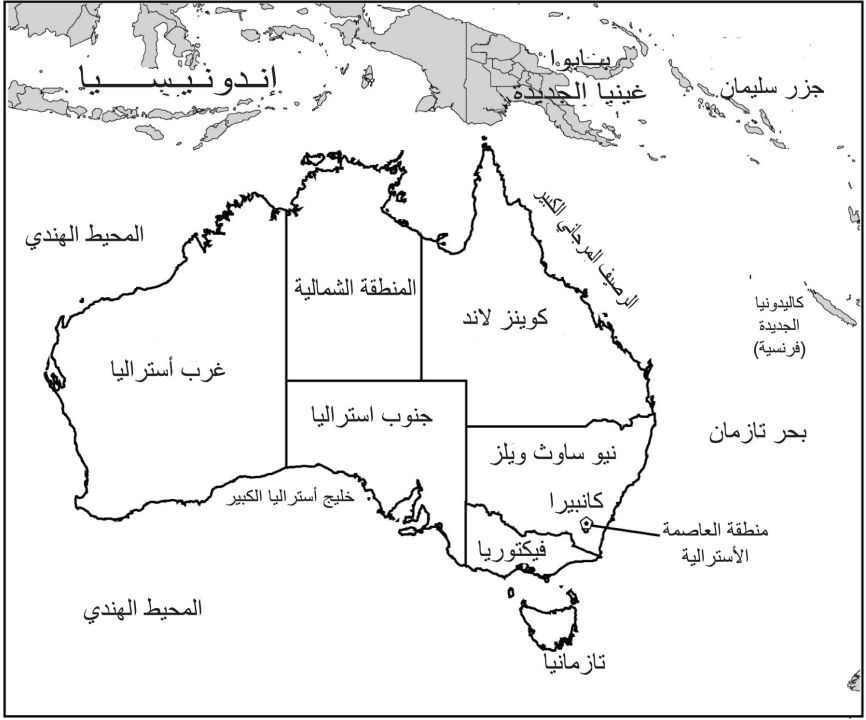 إندونيسيا
بابوا
غينيا الجديدة
جزر سليمان
المحيط الهندي
الرصيف المرجاني الكبير
المنطقة الشمالية
كوينز لاند
كاليدونيا
الجديدة
(فرنسية)
غرب أستراليا
جنوب استراليا
بحر تازمان
نيو ساوث ويلز
خليج أستراليا الكبير
كانبيرا
منطقة العاصمة
الأسترالية
فيكتوريا
المحيط الهندي
تازمانيا